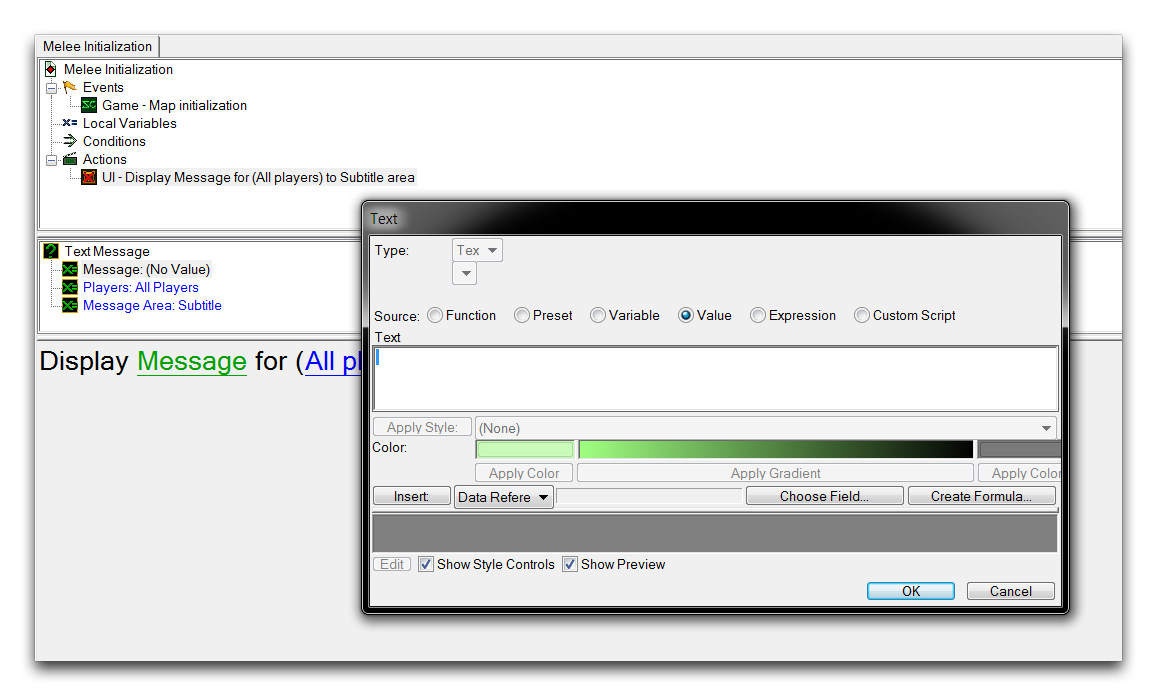 Melee Initialization
Melee Initialization
Events
Game - Map initialization
Local Variables
Conditions
Actions
UI - Display Message for (All players) to Subtitle area
Text Message
Message: (No Value)
Players: All Players
Message Area: Subtitle
Display Message for (All pl
Text
Type: Tex
Source: Function Preset Variable Value Expression Custom Script
Text
Apply Style: (None)
Color:
Apply Color Apply Gradient Apply Color
Insert: Data Refere Choose Field... Create Formula...
Edit Show Style Controls Show Preview
OK Cancel